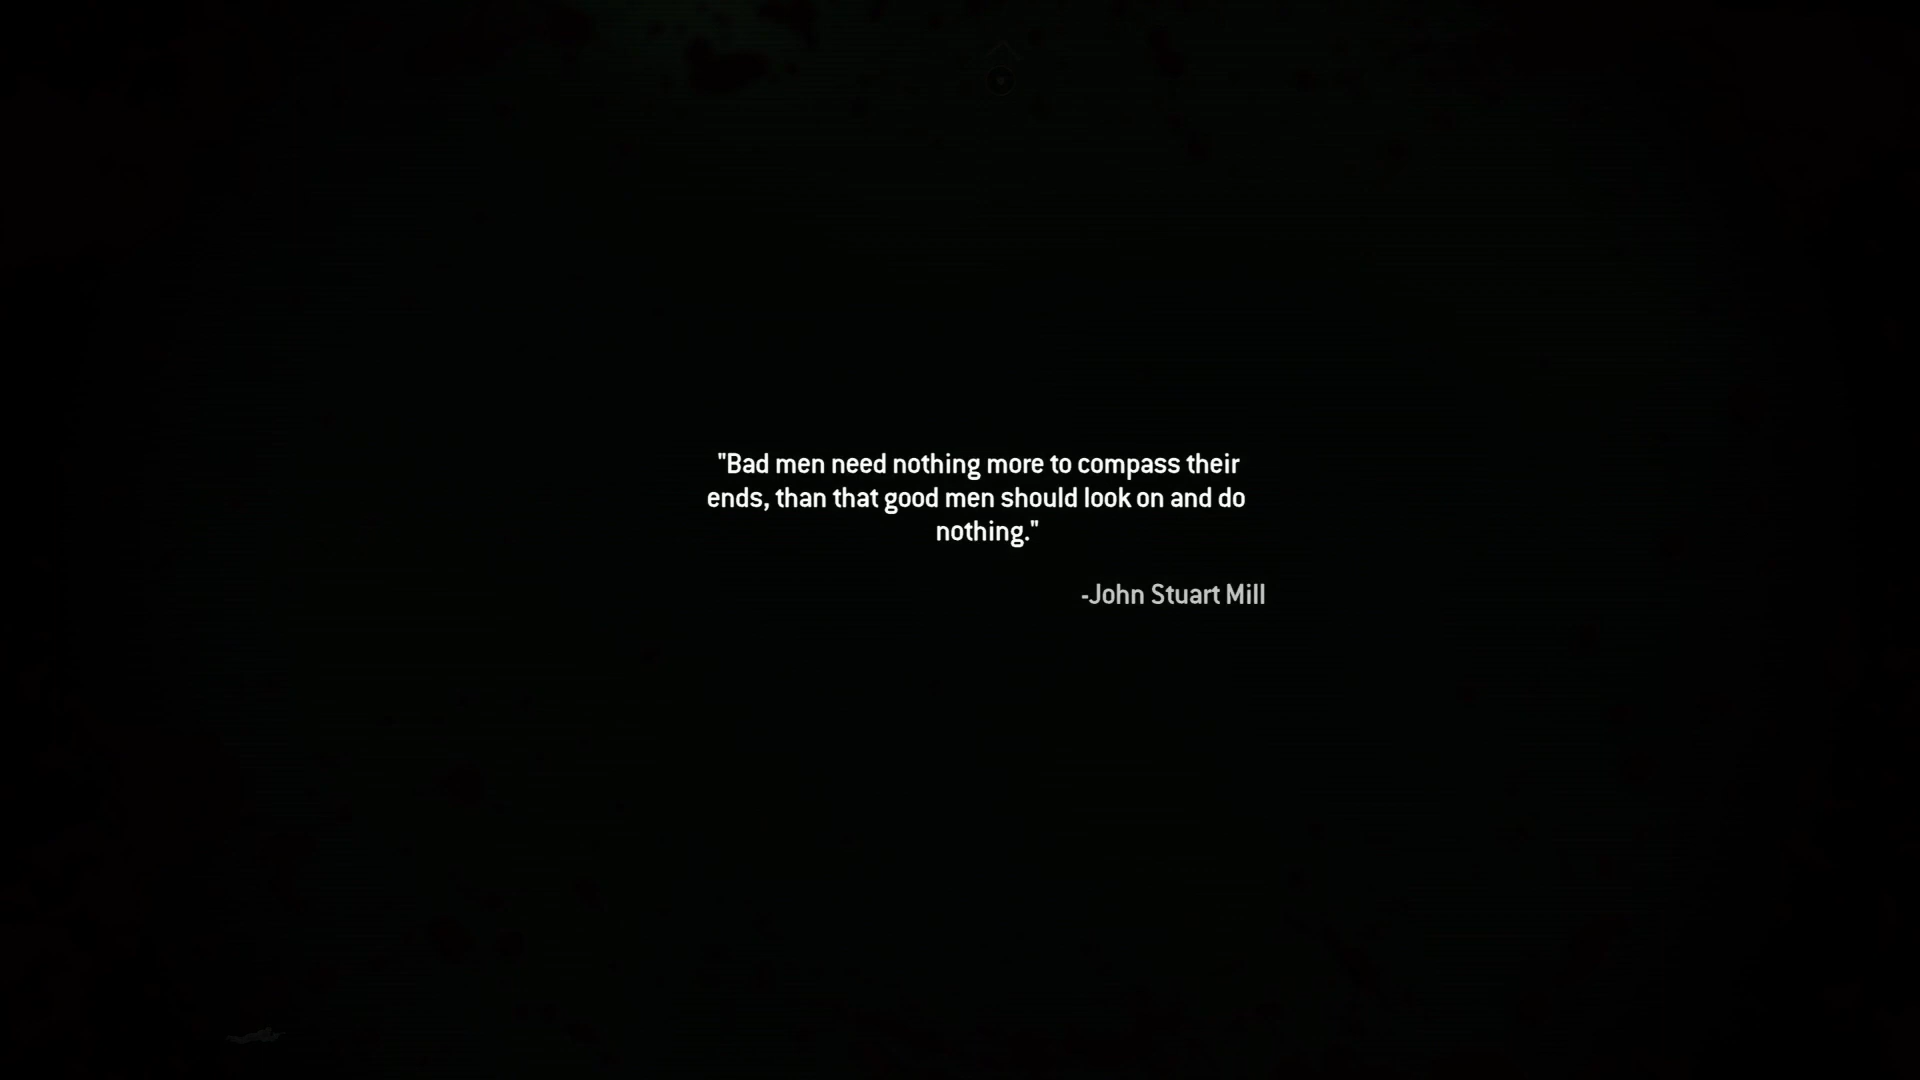 "Bad men need nothing more to compass their
ends, than that good men should look on and do
nothing."
-John Stuart Mill